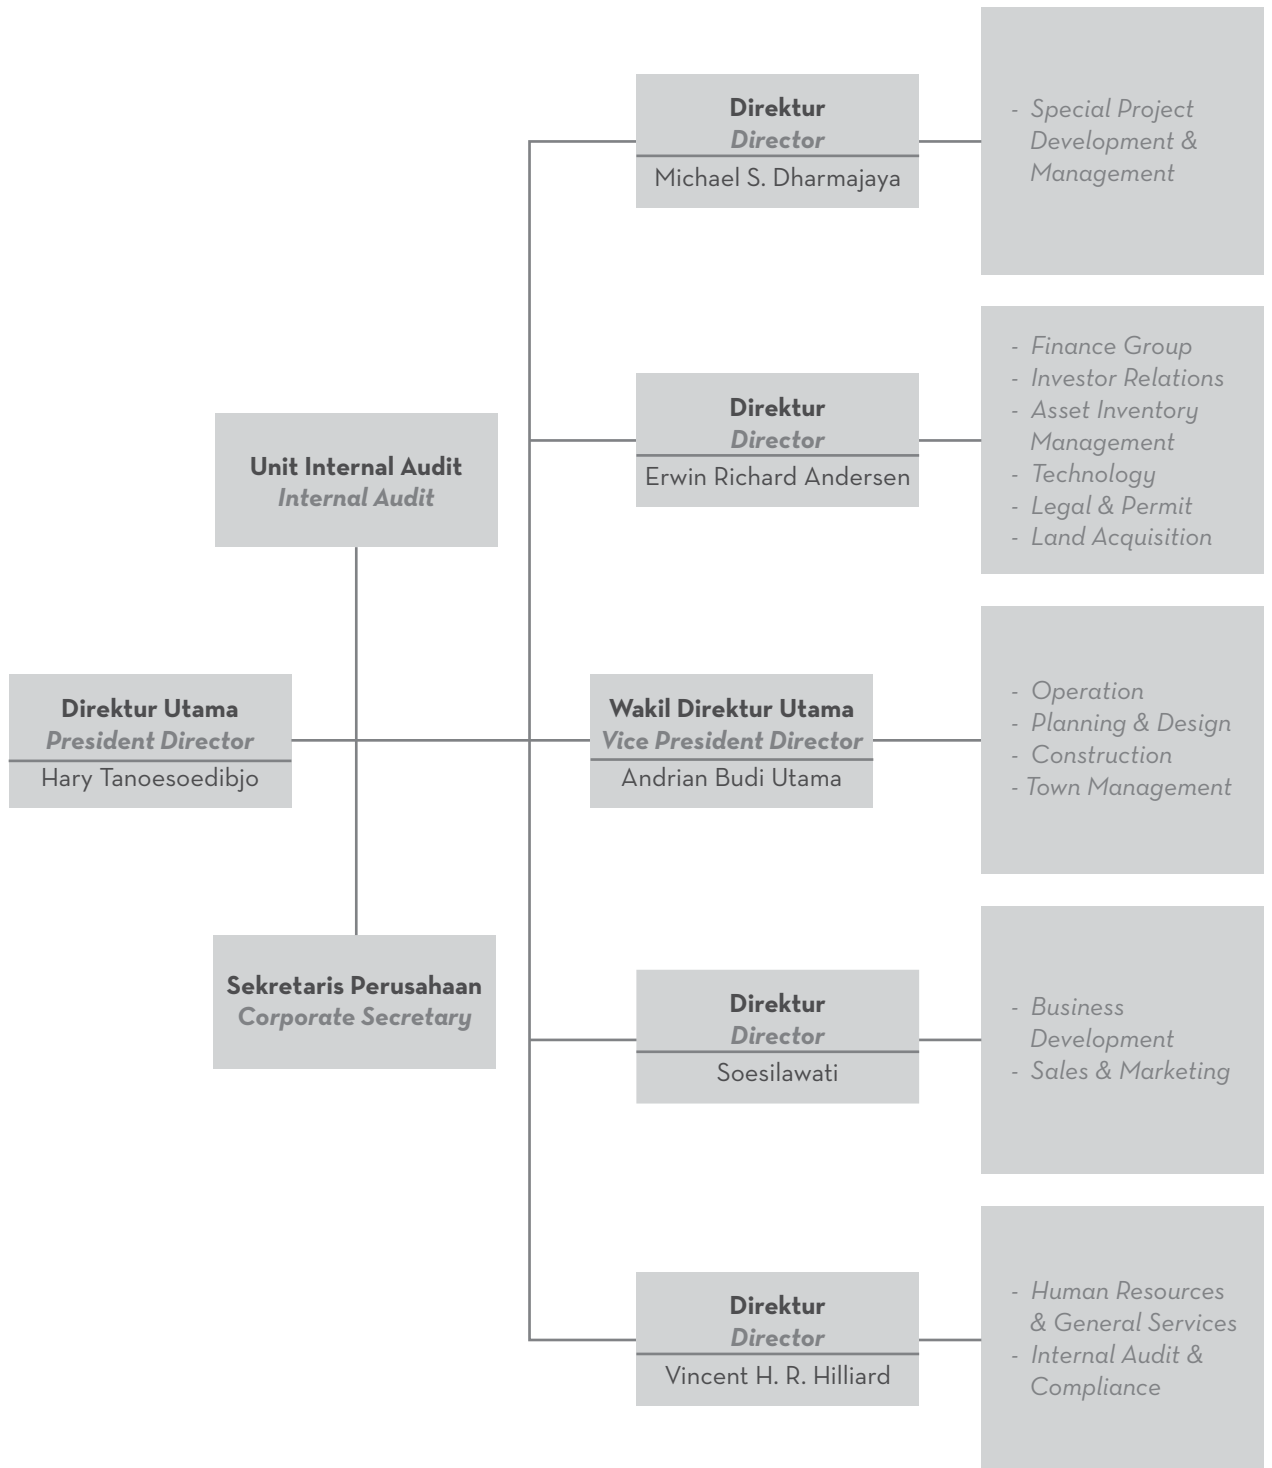 Direktur
Director
Michael S. Dharmajaya
- Special Project
Development &
Management
Direktur
Director
Erwin Richard Andersen
- Finance Group
- Investor Relations
- Asset Inventory
Management
- Technology
- Legal & Permit
- Land Acquisition
Unit Internal Audit
Internal Audit
Direktur Utama
President Director
Hary Tanoesoedibjo
Wakil Direktur Utama
Vice President Director
Andrian Budi Utama
- Operation
- Planning & Design
- Construction
- Town Management
Sekretaris Perusahaan
Corporate Secretary
Direktur
Director
Soesilawati
- Business
Development
- Sales & Marketing
Direktur
Director
Vincent H. R. Hilliard
- Human Resources
& General Services
- Internal Audit &
Compliance